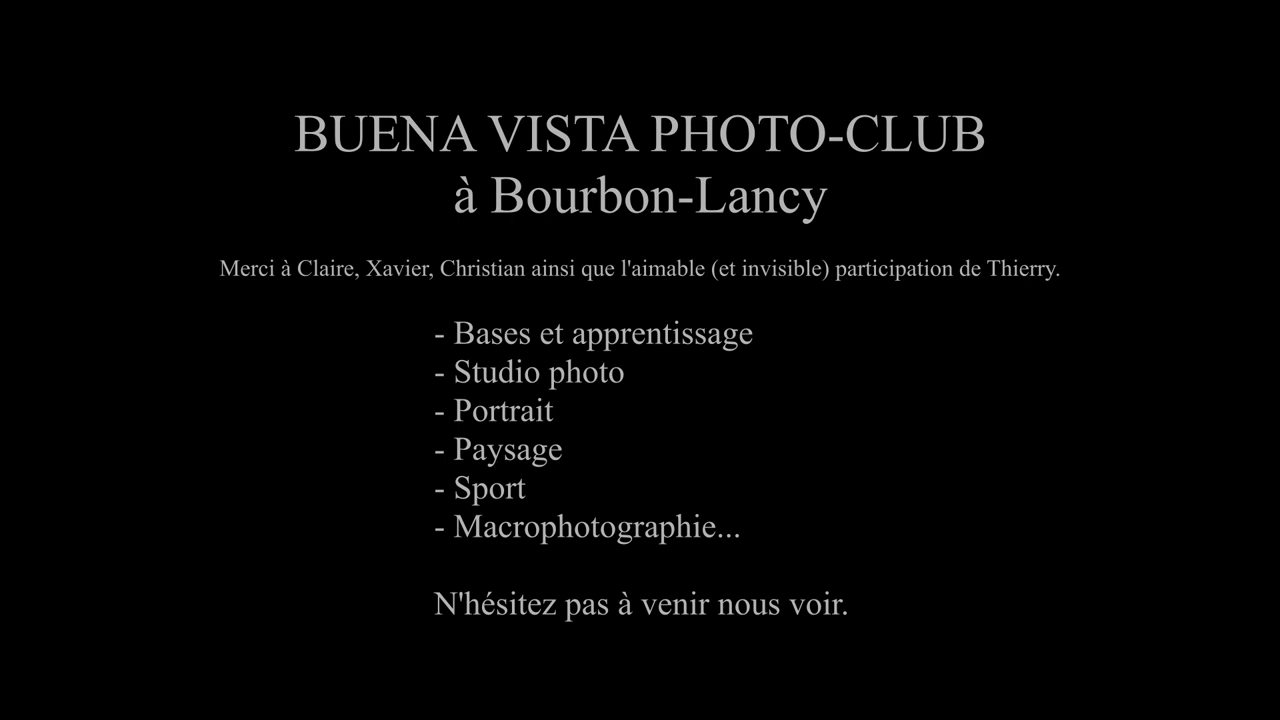 BUENA VISTA PHOTO-CLUB
à Bourbon-Lancy
Merci à Claire, Xavier, Christian ainsi que l'aimable (et invisible) participation de Thierry.
- Bases et apprentissage
- Studio photo
- Portrait
- Paysage
- Sport
- Macrophotographie...
N'hésitez pas à venir nous voir.